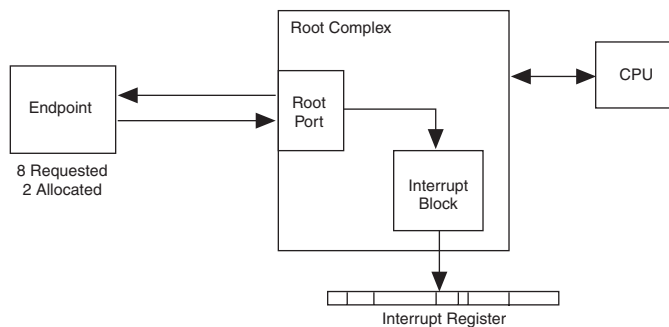 Root Complex
CPU
Endpoint
Root
Port
8 Requested
2 Allocated
Interrupt
Block
Interrupt Register